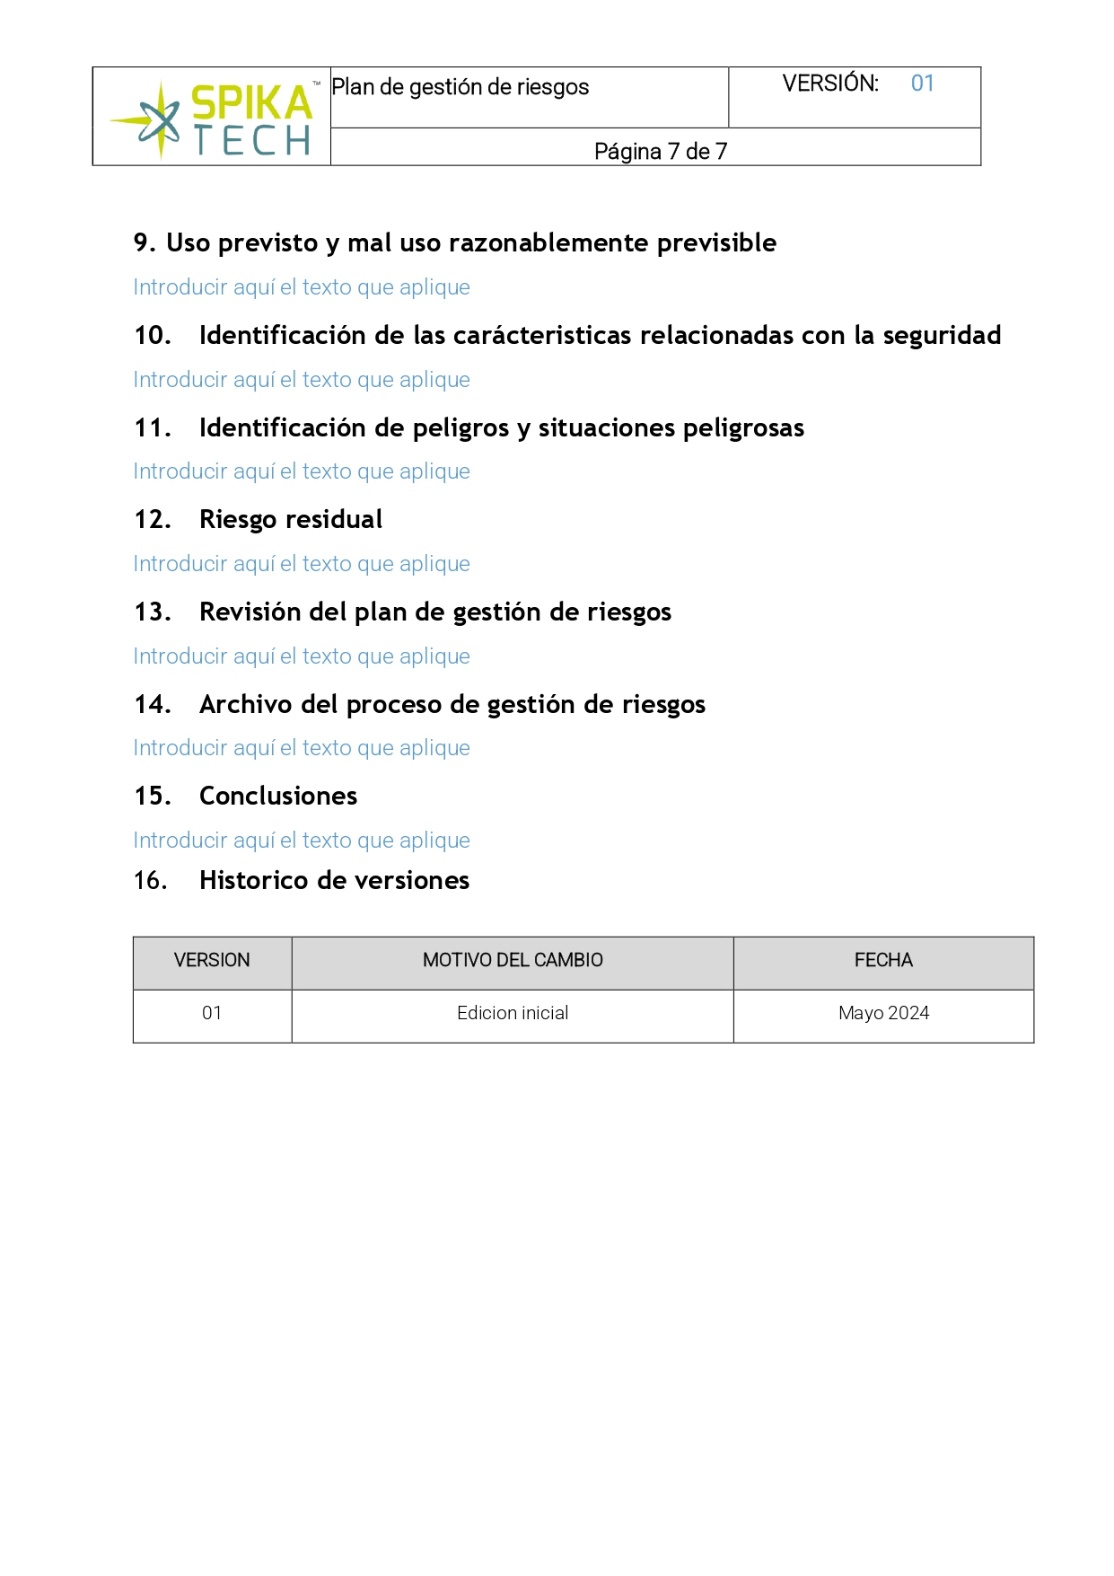 SPIKA
TECH
™
Plan de gestión de riesgos
VERSIÓN: 01
Página 7 de 7
9. Uso previsto y mal uso razonablemente previsible
Introducir aquí el texto que aplique
10. Identificación de las carácteristicas relacionadas con la seguridad
Introducir aquí el texto que aplique
11. Identificación de peligros y situaciones peligrosas
Introducir aquí el texto que aplique
12. Riesgo residual
Introducir aquí el texto que aplique
13. Revisión del plan de gestión de riesgos
Introducir aquí el texto que aplique
14. Archivo del proceso de gestión de riesgos
Introducir aquí el texto que aplique
15. Conclusiones
Introducir aquí el texto que aplique
16. Historico de versiones
VERSION MOTIVO DEL CAMBIO FECHA
01 Edicion inicial Mayo 2024